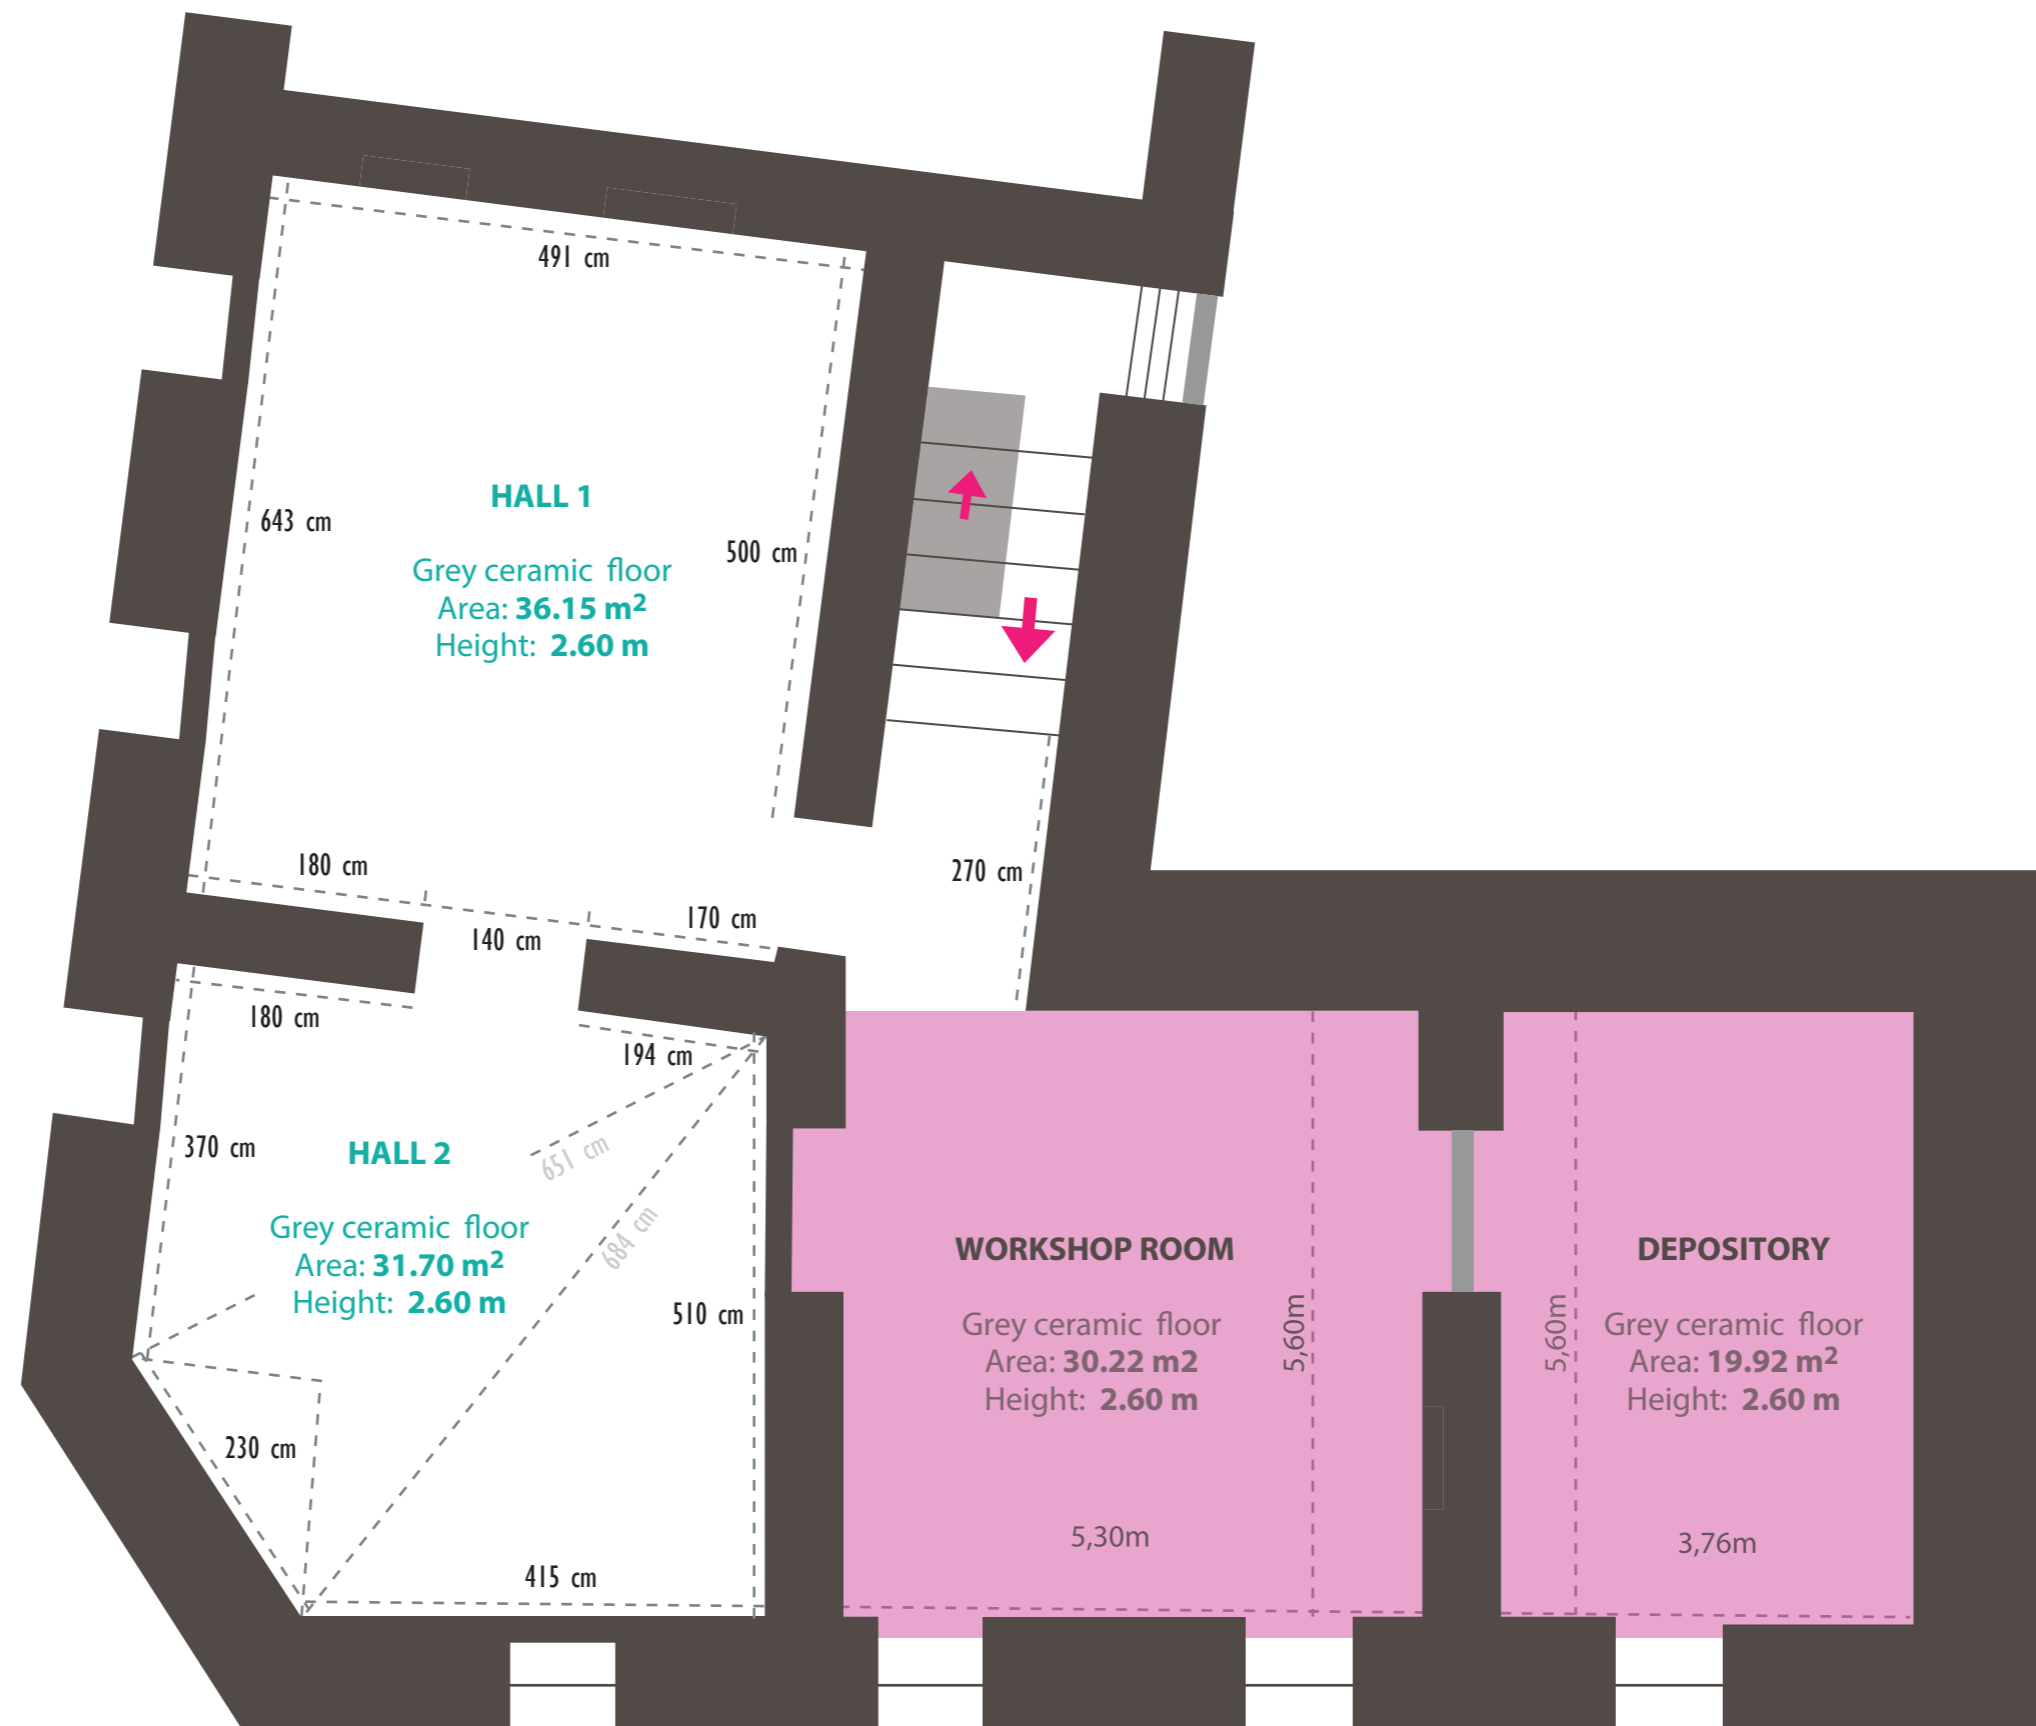 491 cm
HALL 1
643 cm
500 cm
Grey ceramic floor
Area: 36.15 m²
Height: 2.60 m
180 cm
140 cm
170 cm
270 cm
180 cm
194 cm
370 cm
HALL 2
651 cm
684 cm
Grey ceramic floor
Area: 31.70 m²
Height: 2.60 m
510 cm
230 cm
415 cm
WORKSHOP ROOM
Grey ceramic floor
Area: 30.22 m2
Height: 2.60 m
5,60m
5,30m
DEPOSITORY
5,60m
Grey ceramic floor
Area: 19.92 m²
Height: 2.60 m
3,76m